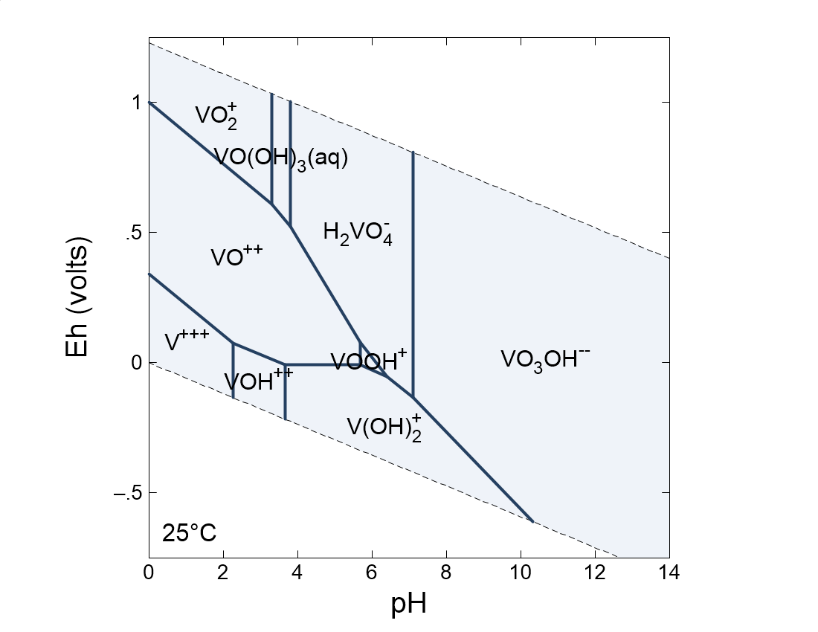 1
.5
0
–.5
Eh (volts)
VO₂⁺
VO(OH)₃(aq)
H₂VO₄⁻
VO⁺⁺
V⁺⁺⁺
VOOH⁺
VO₃OH⁻⁻
VOH⁺⁺
V(OH)₂⁺
25°C
0 2 4 6 8 10 12 14
pH